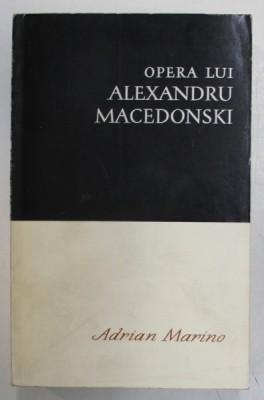 OPERA LUI
ALEXANDRU
MACEDONSKI
Adrian Marino